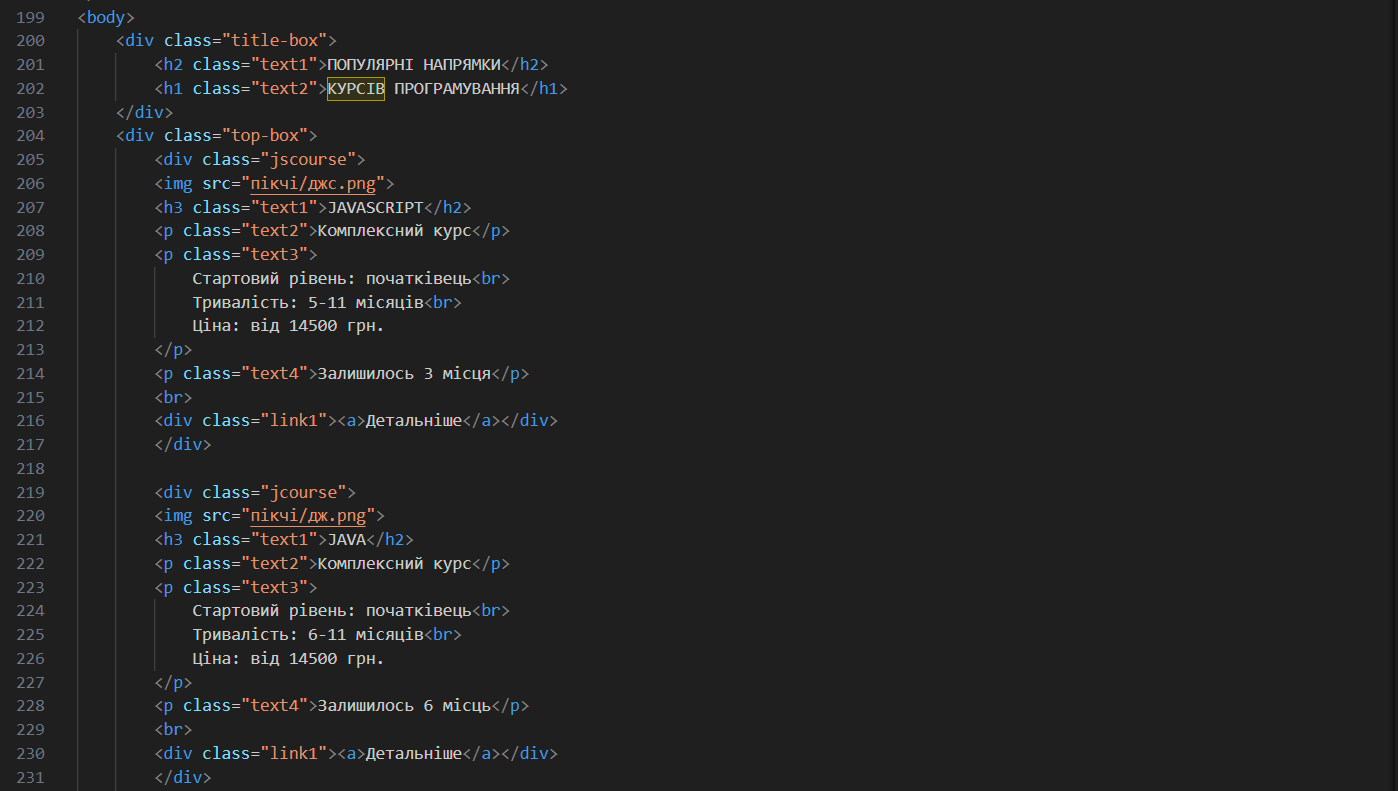 199 <body>
200 <div class="title-box">
201 <h2 class="text1">ПОПУЛЯРНІ НАПРЯМКИ</h2>
202 <h1 class="text2">КУРСІВ ПРОГРАМУВАННЯ</h1>
203 </div>
204 <div class="top-box">
205 <div class="jscourse">
206 <img src="пікчі/джс.png">
207 <h3 class="text1">JAVASCRIPT</h2>
208 <p class="text2">Комплексний курс</p>
209 <p class="text3">
210 Стартовий рівень: початківець<br>
211 Тривалість: 5-11 місяців<br>
212 Ціна: від 14500 грн.
213 </p>
214 <p class="text4">Залишилось 3 місця</p>
215 <br>
216 <div class="link1"><a>Детальніше</a></div>
217 </div>
218
219 <div class="jcourse">
220 <img src="пікчі/дж.png">
221 <h3 class="text1">JAVA</h2>
222 <p class="text2">Комплексний курс</p>
223 <p class="text3">
224 Стартовий рівень: початківець<br>
225 Тривалість: 6-11 місяців<br>
226 Ціна: від 14500 грн.
227 </p>
228 <p class="text4">Залишилось 6 місць</p>
229 <br>
230 <div class="link1"><a>Детальніше</a></div>
231 </div>